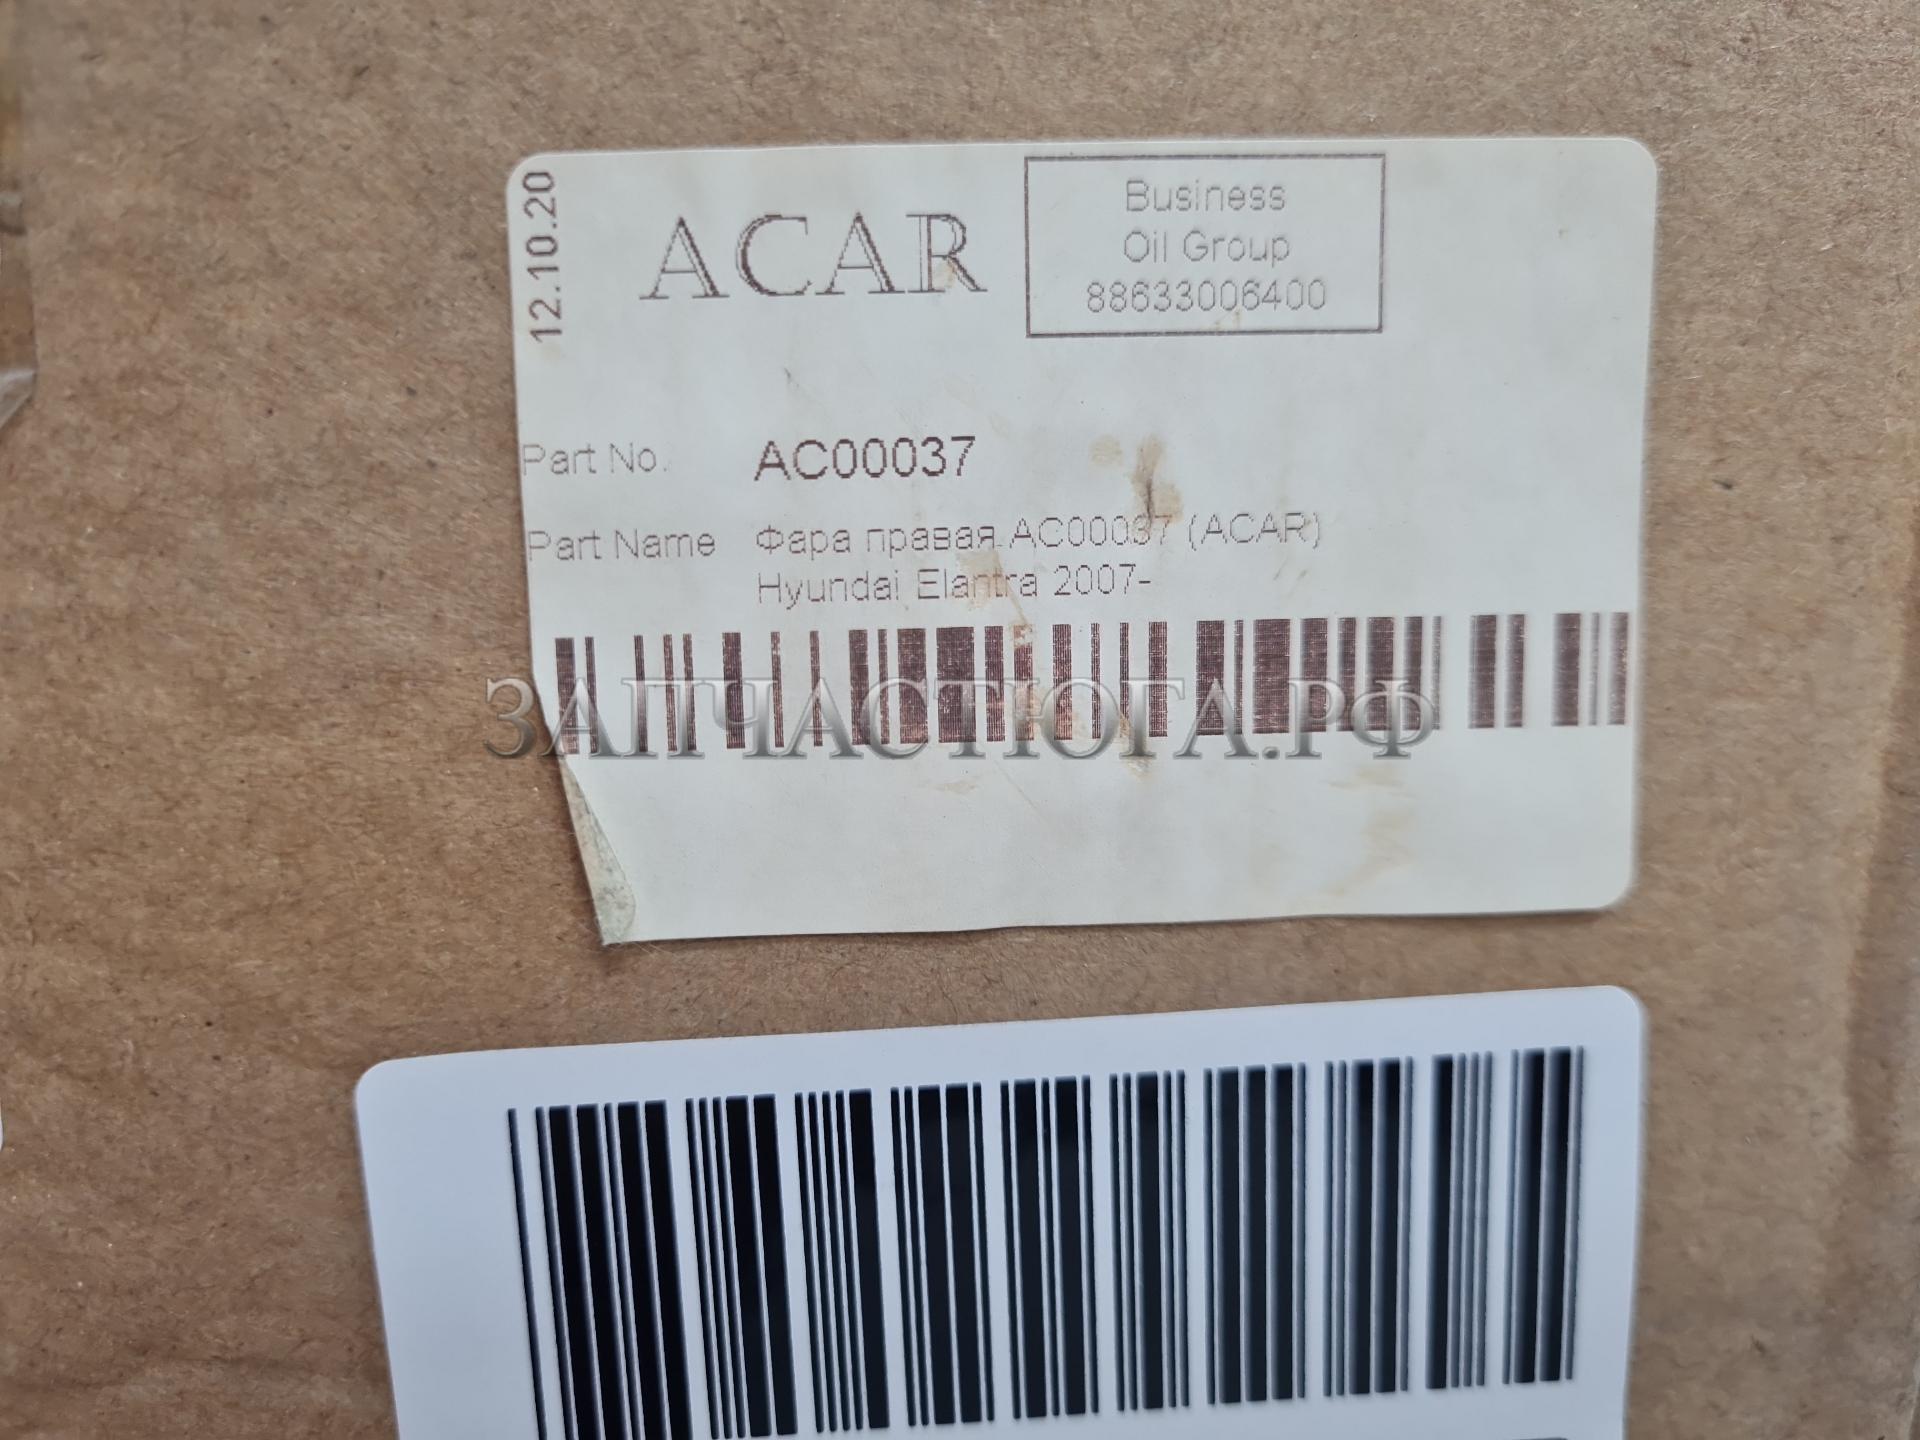 12.10.20
ACAR
Business
Oil Group
88633006400
Part No. AC00037
Part Name Фара правая AC00037 (ACAR)
Hyundai Elantra 2007-
ЗАПЧАСТЮГА.РФ